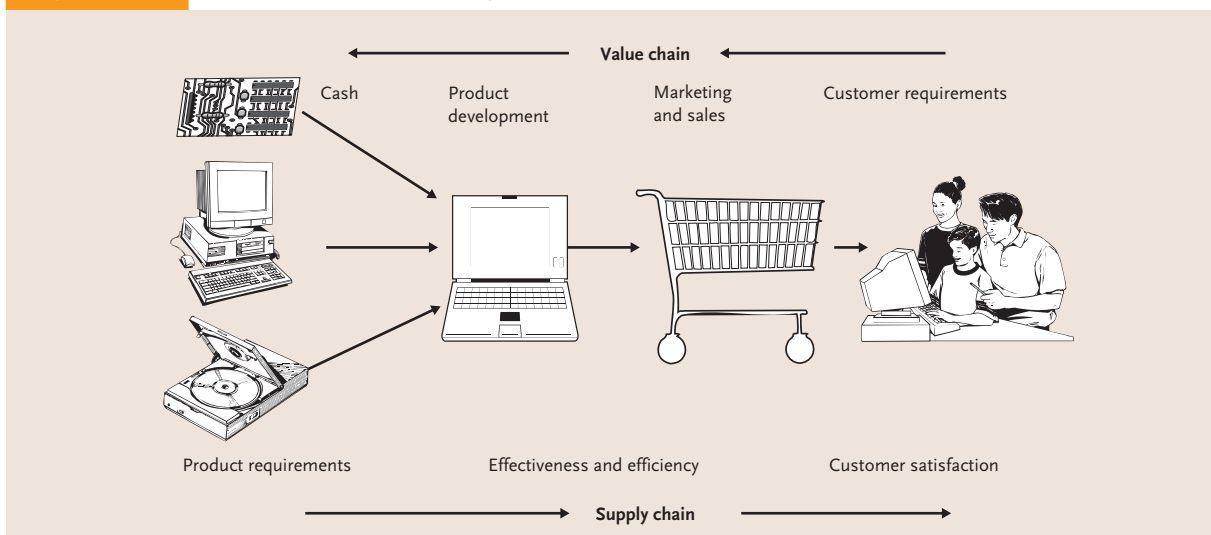 Value chain
Cash
Product
development
Marketing
and sales
Customer requirements
Product requirements
Effectiveness and efficiency
Customer satisfaction
Supply chain